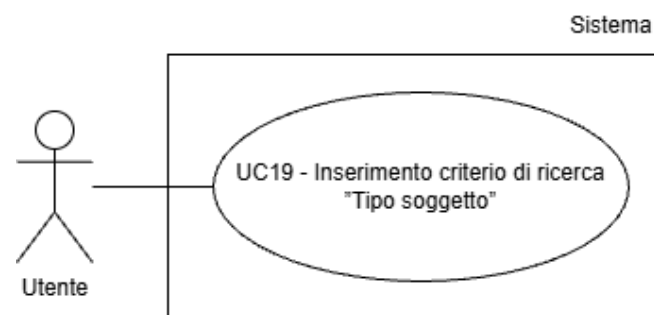 Sistema
UC19 - Inserimento criterio di ricerca
"Tipo soggetto"
Utente